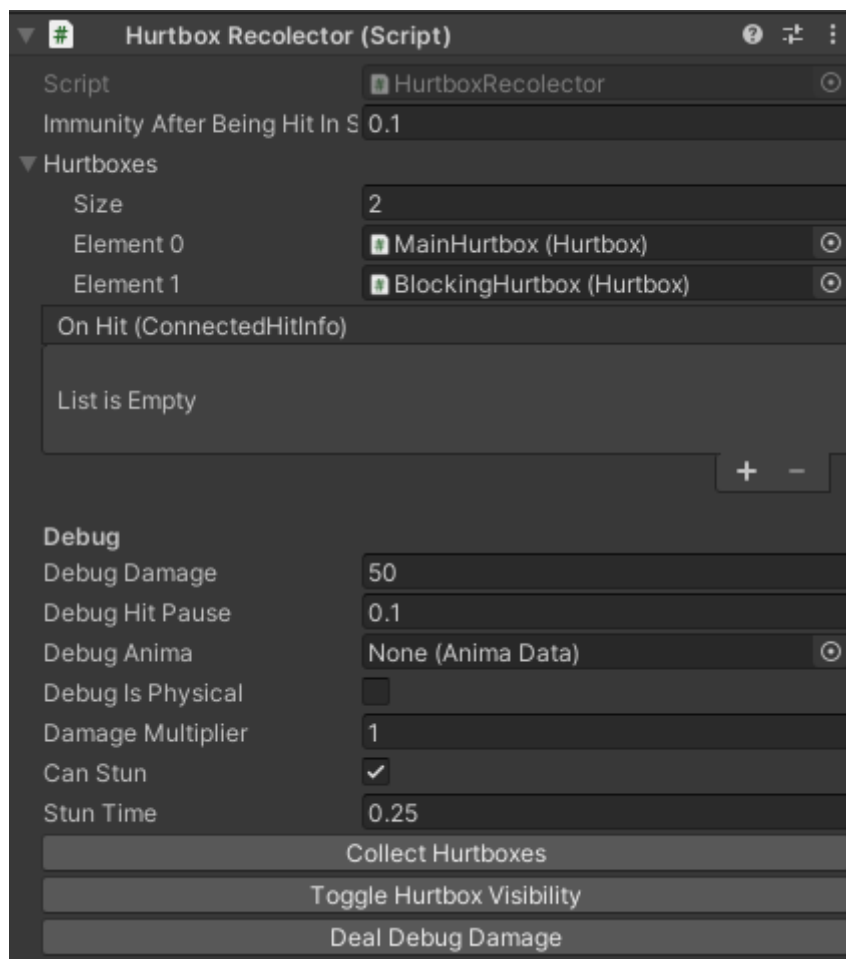 # Hurtbox Recolector (Script)
Script # HurtboxRecolector
Immunity After Being Hit In S 0.1
Hurtboxes
Size 2
Element 0 # MainHurtbox (Hurtbox)
Element 1 # BlockingHurtbox (Hurtbox)
On Hit (ConnectedHitInfo)
List is Empty
+ −
Debug
Debug Damage 50
Debug Hit Pause 0.1
Debug Anima None (Anima Data)
Debug Is Physical
Damage Multiplier 1
Can Stun
Stun Time 0.25
Collect Hurtboxes
Toggle Hurtbox Visibility
Deal Debug Damage